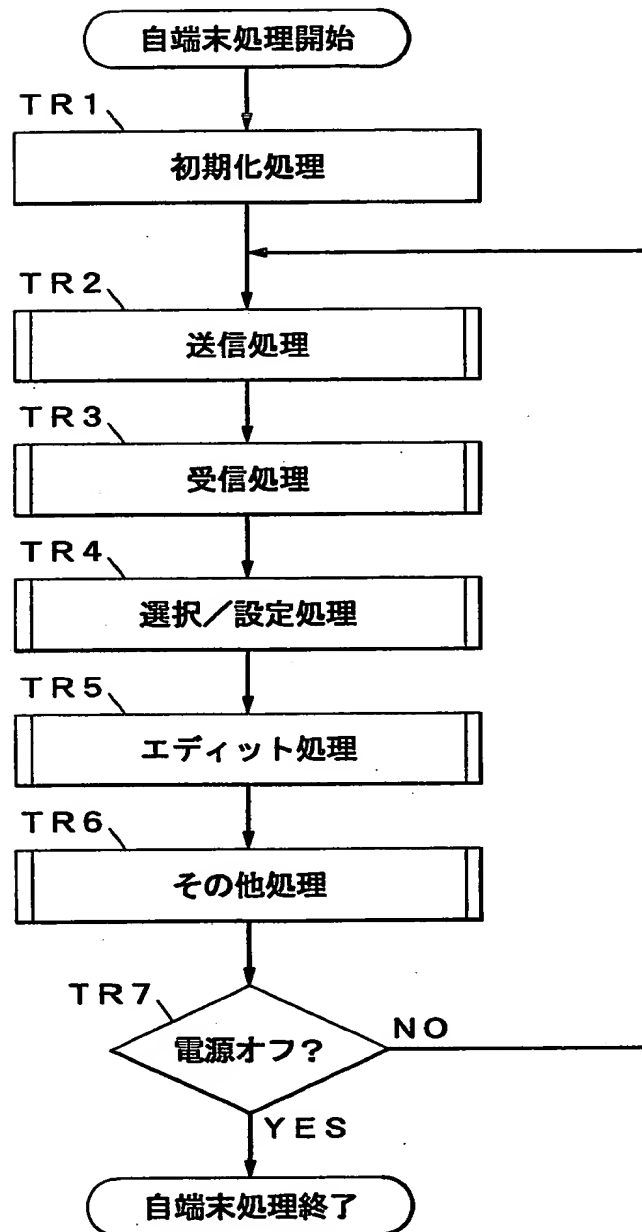 自端末処理開始
TR1
初期化処理
TR2
送信処理
TR3
受信処理
TR4
選択／設定処理
TR5
エディット処理
TR6
その他処理
TR7
電源オフ？
NO
YES
自端末処理終了